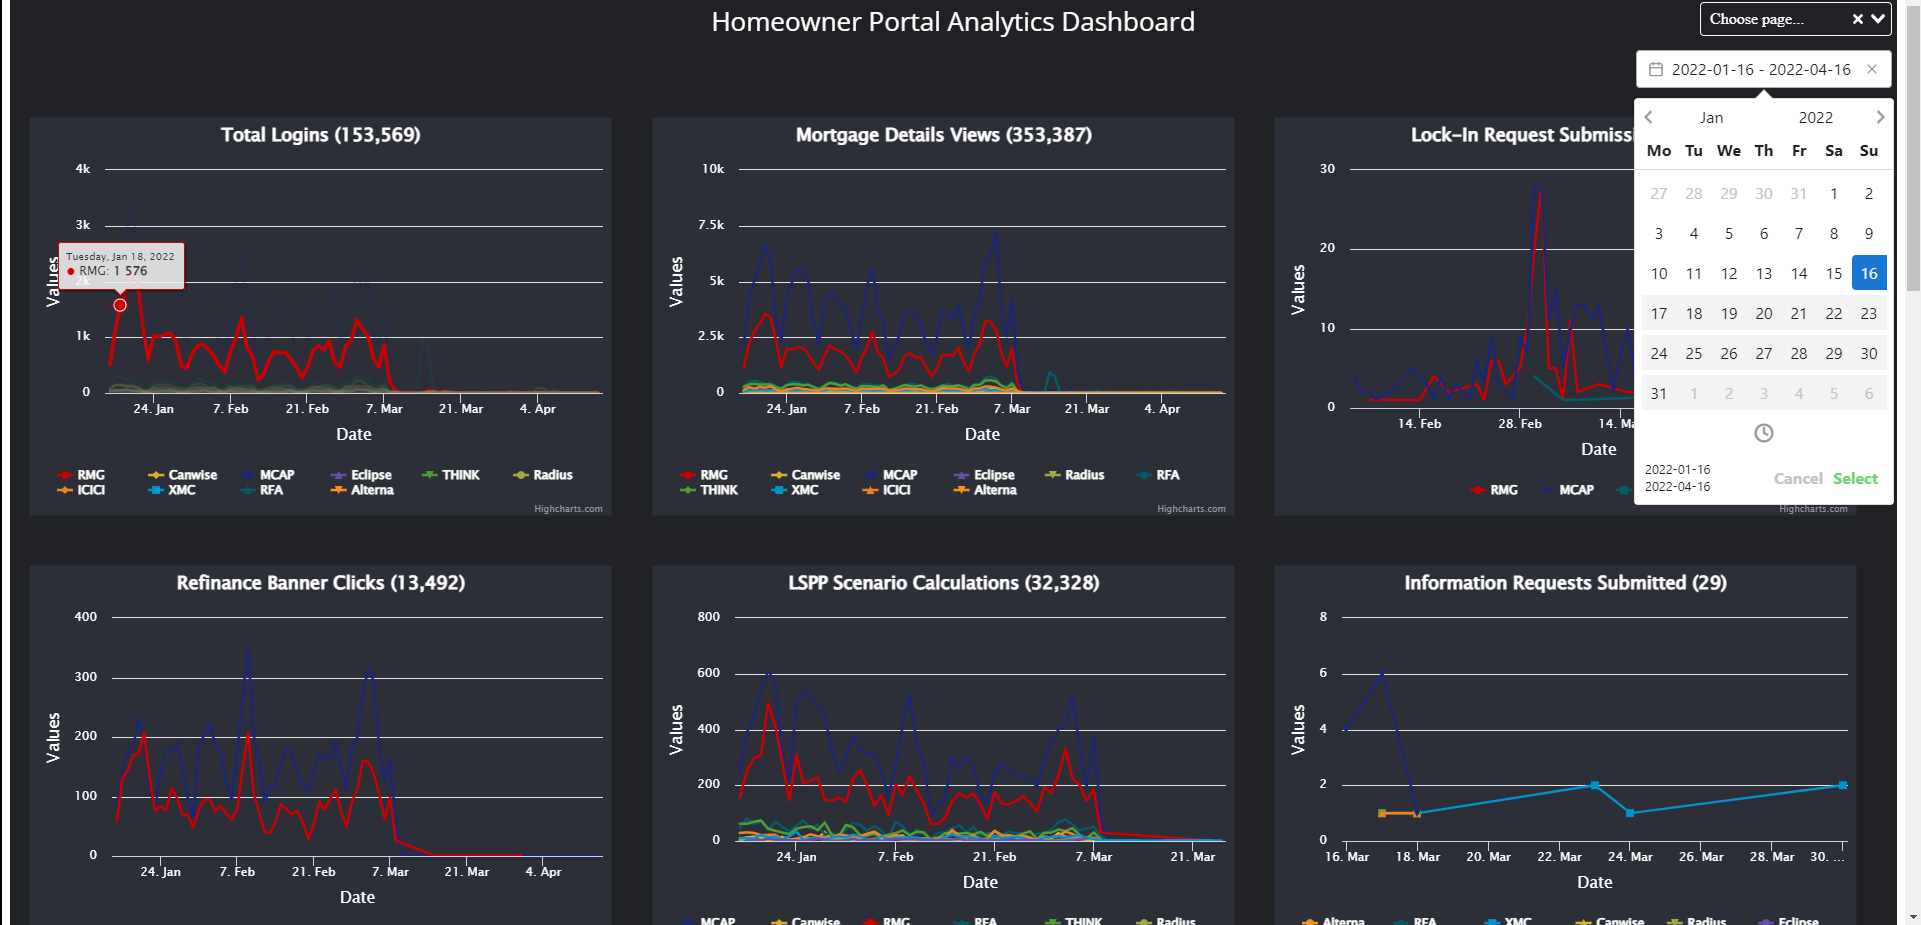 Homeowner Portal Analytics Dashboard
Choose page...
2022-01-16 - 2022-04-16
Jan 2022
Mo Tu We Th Fr Sa Su
27 28 29 30 31 1 2
3 4 5 6 7 8 9
10 11 12 13 14 15 16
17 18 19 20 21 22 23
24 25 26 27 28 29 30
31 1 2 3 4 5 6
2022-01-16
2022-04-16
Cancel Select
Total Logins (153,569)
4k
3k
2k
1k
0
Values
Tuesday, Jan 18, 2022
RMG: 1 576
24. Jan 7. Feb 21. Feb 7. Mar 21. Mar 4. Apr
Date
RMG Canwise MCAP Eclipse THINK Radius
ICICI XMC RFA Alterna
Highcharts.com
Mortgage Details Views (353,387)
10k
7.5k
5k
2.5k
0
Values
24. Jan 7. Feb 21. Feb 7. Mar 21. Mar 4. Apr
Date
RMG Canwise MCAP Eclipse Radius RFA
THINK XMC ICICI Alterna
Highcharts.com
Lock-In Request Submissi
30
20
10
0
Values
14. Feb 28. Feb 14. Ma
Date
RMG MCAP
Highcharts.com
Refinance Banner Clicks (13,492)
400
300
200
100
0
Values
24. Jan 7. Feb 21. Feb 7. Mar 21. Mar 4. Apr
Date
LSPP Scenario Calculations (32,328)
800
600
400
200
0
Values
24. Jan 7. Feb 21. Feb 7. Mar 21. Mar
Date
MCAP Canwise RMG RFA THINK Radius
Information Requests Submitted (29)
8
6
4
2
0
Values
16. Mar 18. Mar 20. Mar 22. Mar 24. Mar 26. Mar 28. Mar 30. ...
Date
Alterna RFA XMC Canwise Radius Eclipse